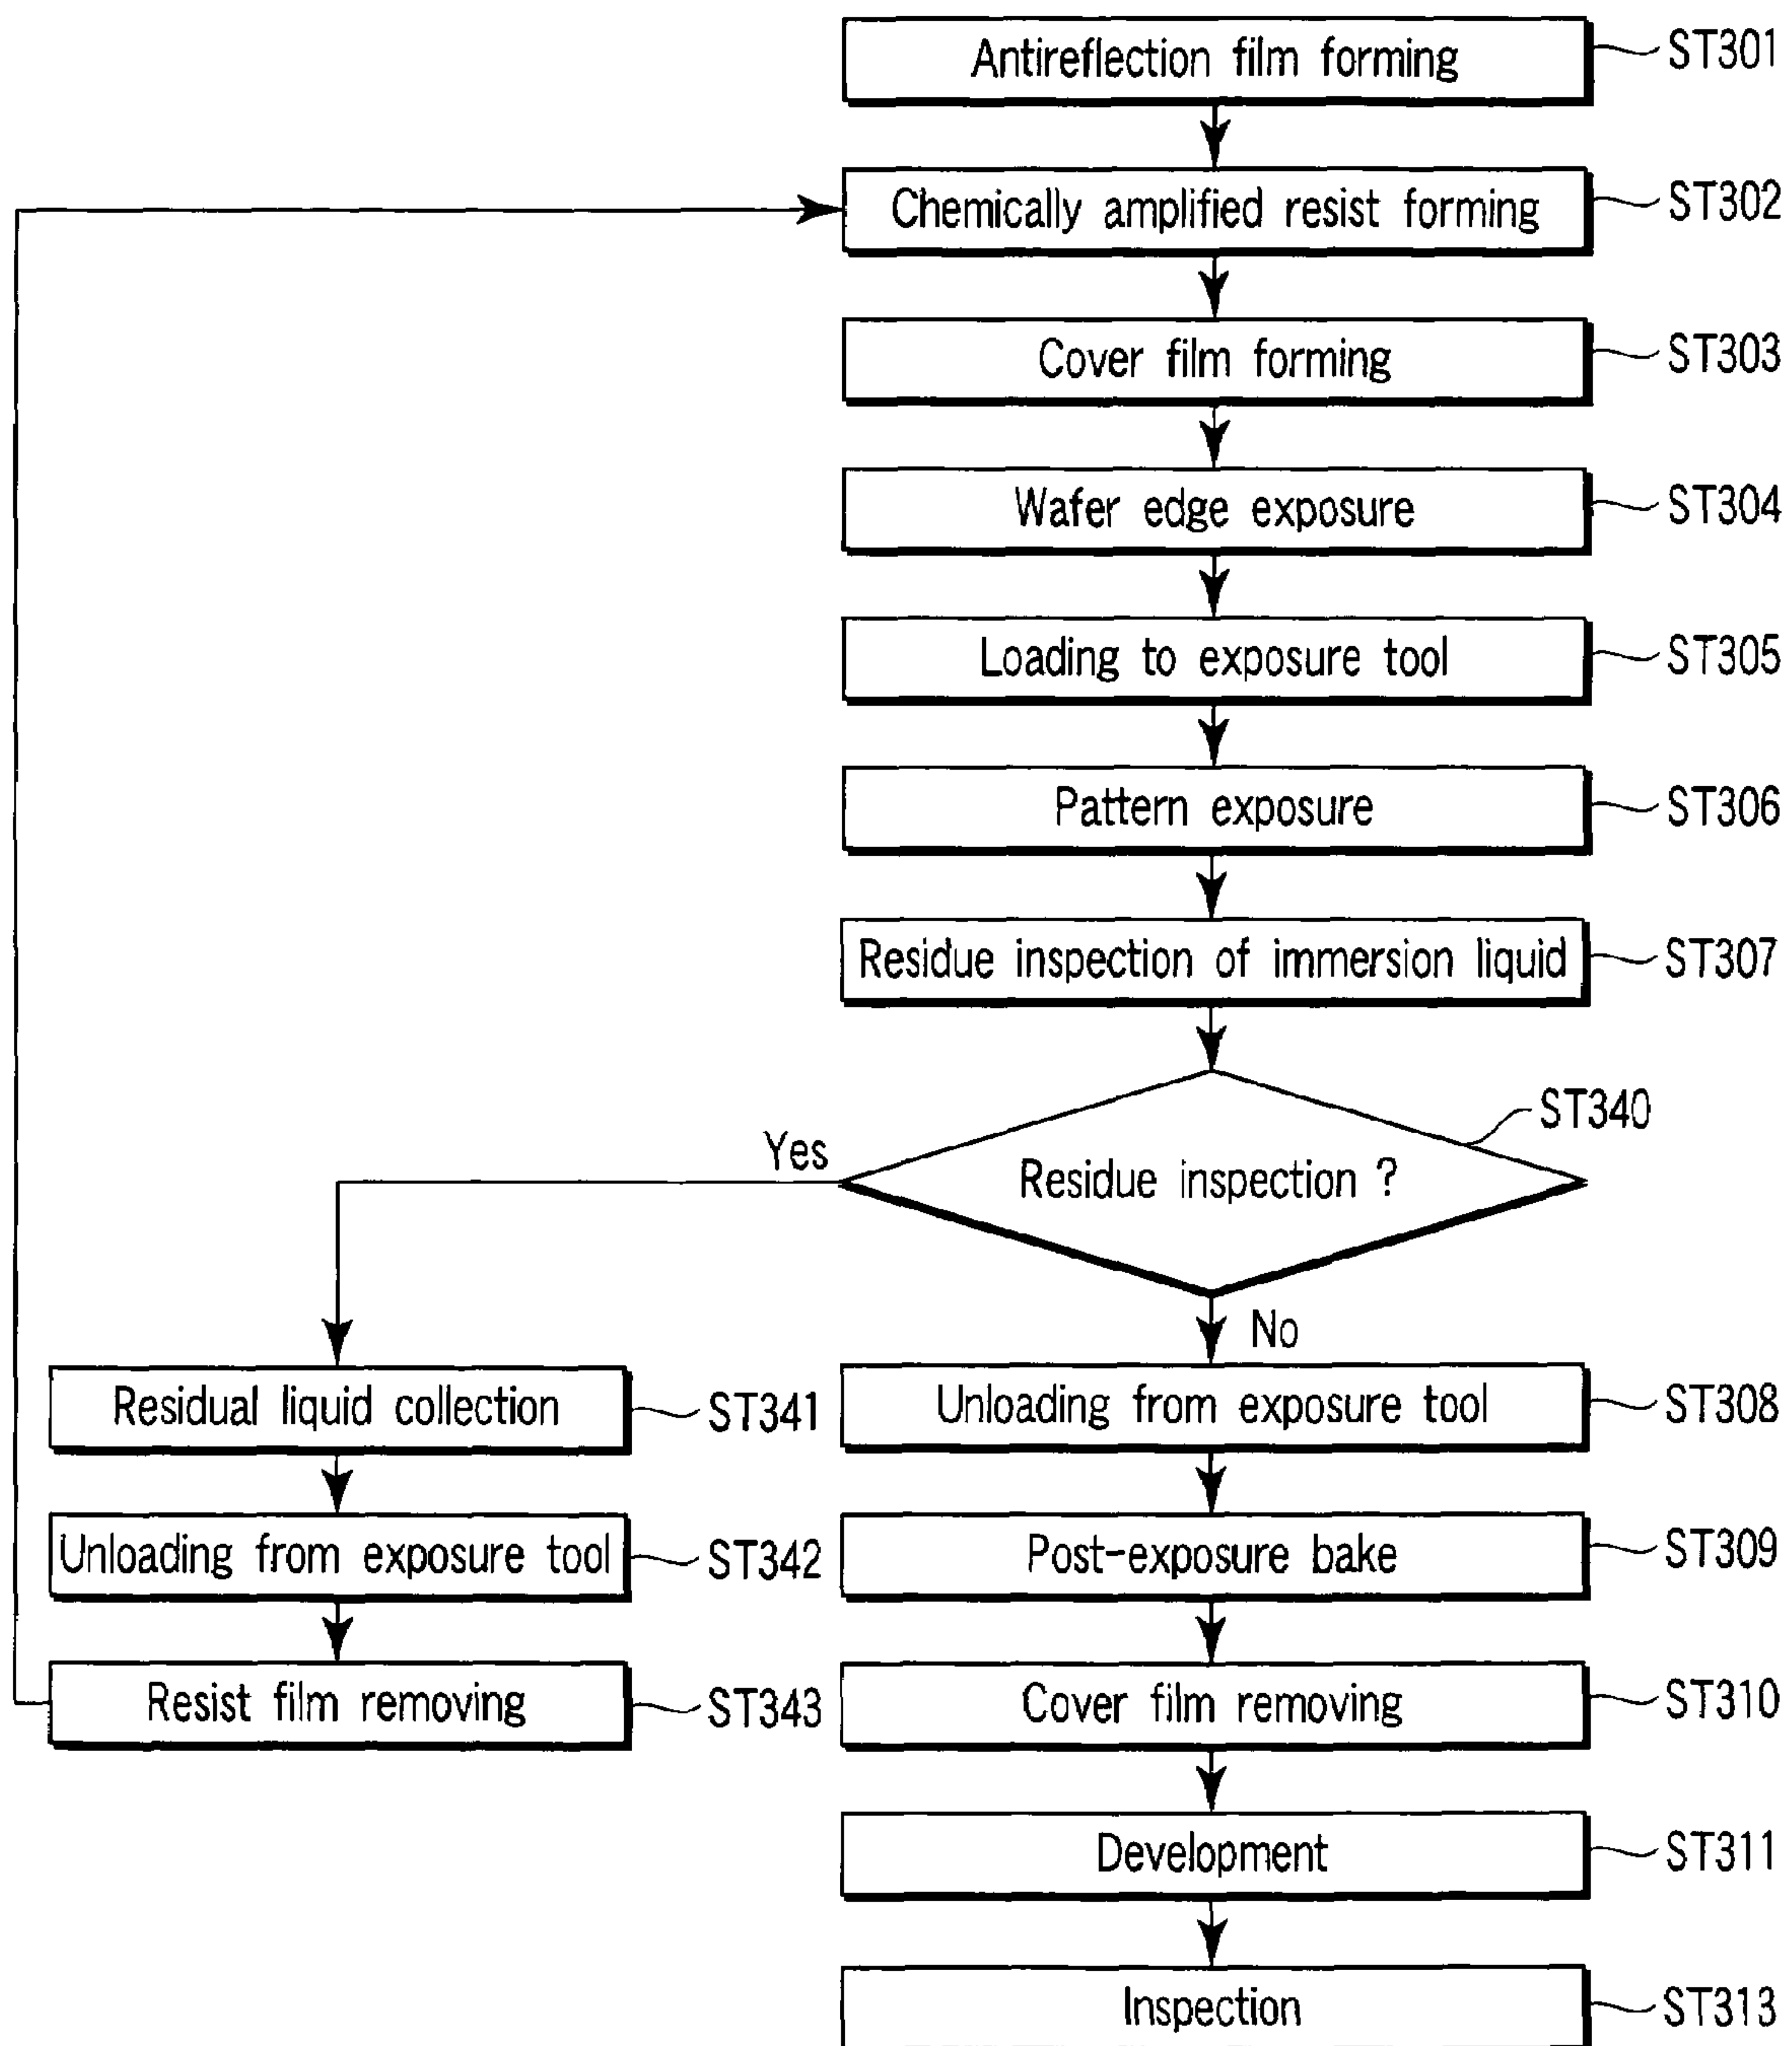 Antireflection film forming
ST301
Chemically amplified resist forming
ST302
Cover film forming
ST303
Wafer edge exposure
ST304
Loading to exposure tool
ST305
Pattern exposure
ST306
Residue inspection of immersion liquid
ST307
ST340
Yes
Residue inspection ?
No
Residual liquid collection
ST341
Unloading from exposure tool
ST308
Unloading from exposure tool
ST342
Post-exposure bake
ST309
Resist film removing
ST343
Cover film removing
ST310
Development
ST311
Inspection
ST313